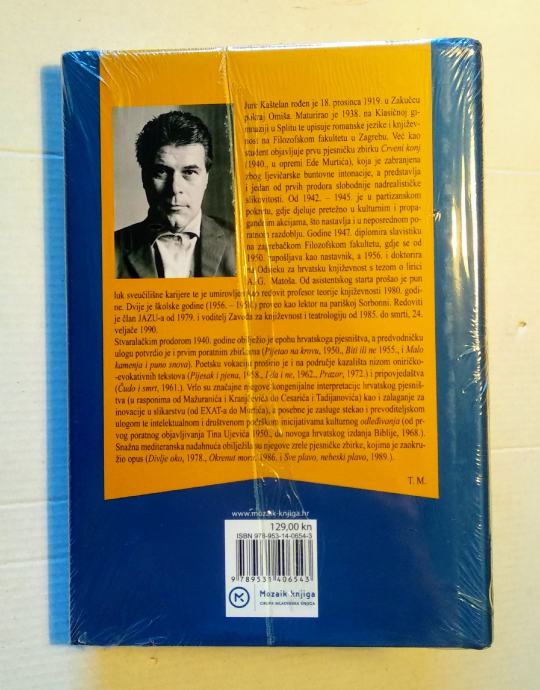 Jure Kaštelan rođen je 18. prosinca 1919. u Zakučcu
pokraj Omiša. Maturirao je 1938. na Klasičnoj gi-
mnaziji u Splitu te upisuje romanske jezike i književ-
nost na Filozofskom fakultetu u Zagrebu. Već kao
student objavljuje prvu pjesničku zbirku Crveni konj
(1940., u opremi Ede Murtića), koja je zabranjena
zbog ljevičarske buntovne intonacije, a predstavlja
i jedan od prvih prodora slobodnije nadrealističke
slikovitosti. Od 1942. – 1945. je u partizanskom
pokretu, gdje djeluje pretežno u kulturnim i propa-
gandnim akcijama, što nastavlja i u neposrednom po-
ratnom razdoblju. Godine 1947. diplomira slavistiku
na zagrebačkom Filozofskom fakultetu, gdje se od
1950. zapošljava kao nastavnik, a 1956. i doktorira
na Odsjeku za hrvatsku književnost s tezom o lirici
A. G. Matoša. Od asistentskog starta prošao je pun
luk sveučilišne karijere te je umirovljen kao redovit profesor teorije književnosti 1980. godi-
ne. Dvije je školske godine (1956. – 1958.) proveo kao lektor na pariškoj Sorbonni. Redoviti
je član JAZU-a od 1979. i voditelj Zavoda za književnost i teatrologiju od 1985. do smrti, 24.
veljače 1990.
Stvaralačkim prodorom 1940. godine obilježio je epohu hrvatskoga pjesništva, a predvodničku
ulogu potvrdio je i prvim poratnim zbirkama (Pijetao na krovu, 1950., Biti ili ne 1955., i Malo
kamena i puno snova). Poetsku vokaciju proširio je i na područje kazališta nizom oniričko-
-evokativnih tekstova (Pijesak i pjena, 1958., I ća i ne, 1962., Prazor, 1972.) i pripovjedaštva
(Čudo i smrt, 1961.). Vrlo su značajne njegove kongenijalne interpretacije hrvatskog pjesniš-
tva (u rasponima od Mažuranića i Kranjčevića do Cesarića i Tadijanovića) kao i zalaganje za
inovacije u slikarstvu (od EXAT-a do Murtića), a posebne je zasluge stekao i prevoditeljskom
ulogom te intelektualnom i društvenom podrškom inicijativama kulturnog odleđivanja (od pr-
vog poratnog objavljivanja Tina Ujevića 1950., do novoga hrvatskog izdanja Biblije, 1968.).
Snažna mediteranska nadahnuća obilježila su njegove zrele pjesničke zbirke, kojima je zaokru-
žio opus (Divlje oko, 1978., Okrenut moru, 1986. i Sve plavo, nebeski plavo, 1989.).
T. M.
www.mozaik-knjiga.hr
129,00 kn
ISBN 978-953-14-0654-3
9 789531 406543
Mozaik knjiga
GRUPA MLADINSKA KNJIGA